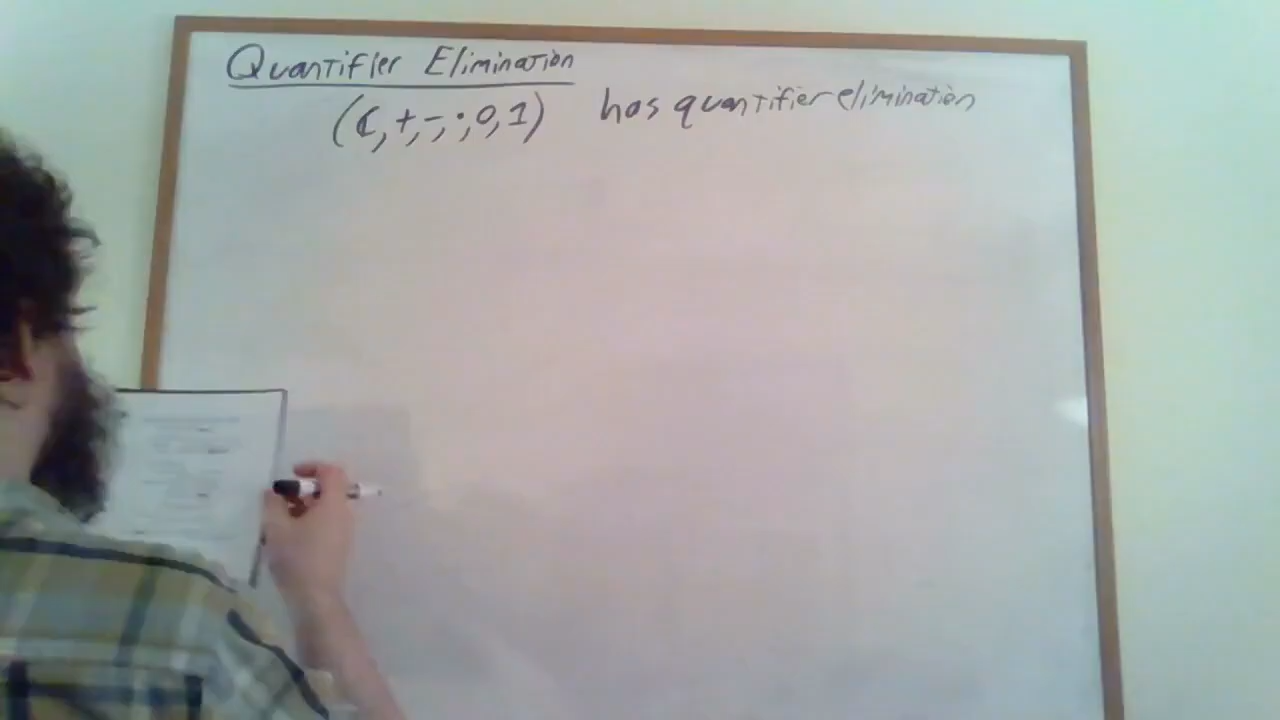 Quantifier Elimination
(ℂ,+,-,·,0,1) has quantifier elimination